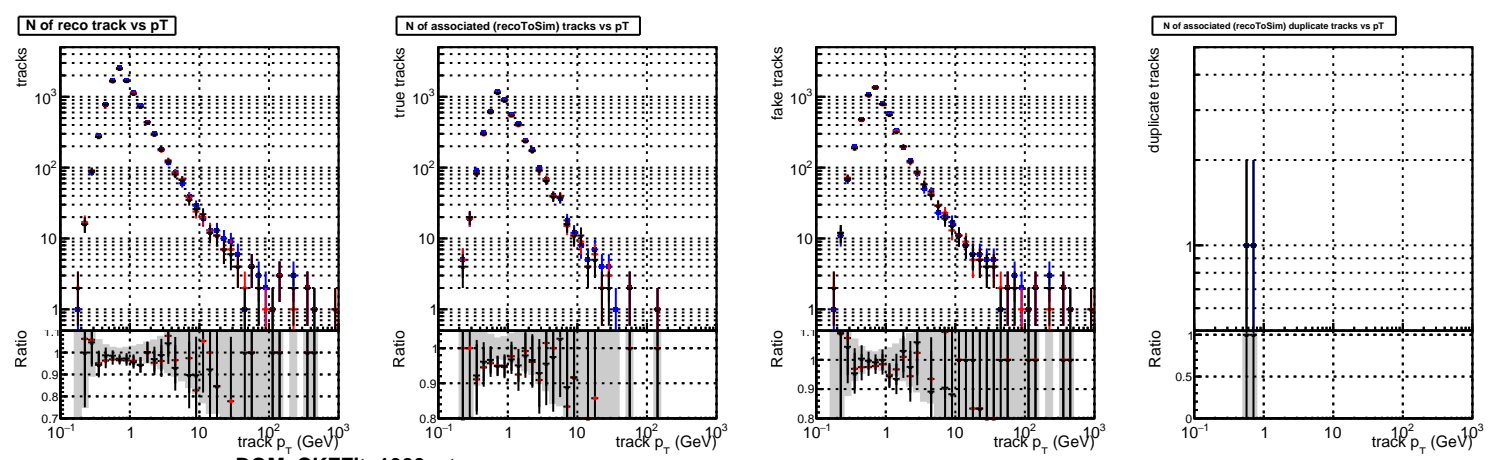 N of reco track vs pT
tracks
10³
10²
10
1
Ratio
1.1
1
0.9
0.8
0.7
10⁻¹ 1 10 10² 10³
track p_T (GeV)
N of associated (recoToSim) tracks vs pT
true tracks
10³
10²
10
1
Ratio
1
0.9
0.8
10⁻¹ 1 10 10² 10³
track p_T (GeV)
fake tracks
10³
10²
10
1
Ratio
1.1
1
0.9
0.8
10⁻¹ 1 10 10² 10³
track p_T (GeV)
N of associated (recoToSim) duplicate tracks vs pT
duplicate tracks
1
Ratio
1
0.5
0
10⁻¹ 1 10 10² 10³
track p_T (GeV)